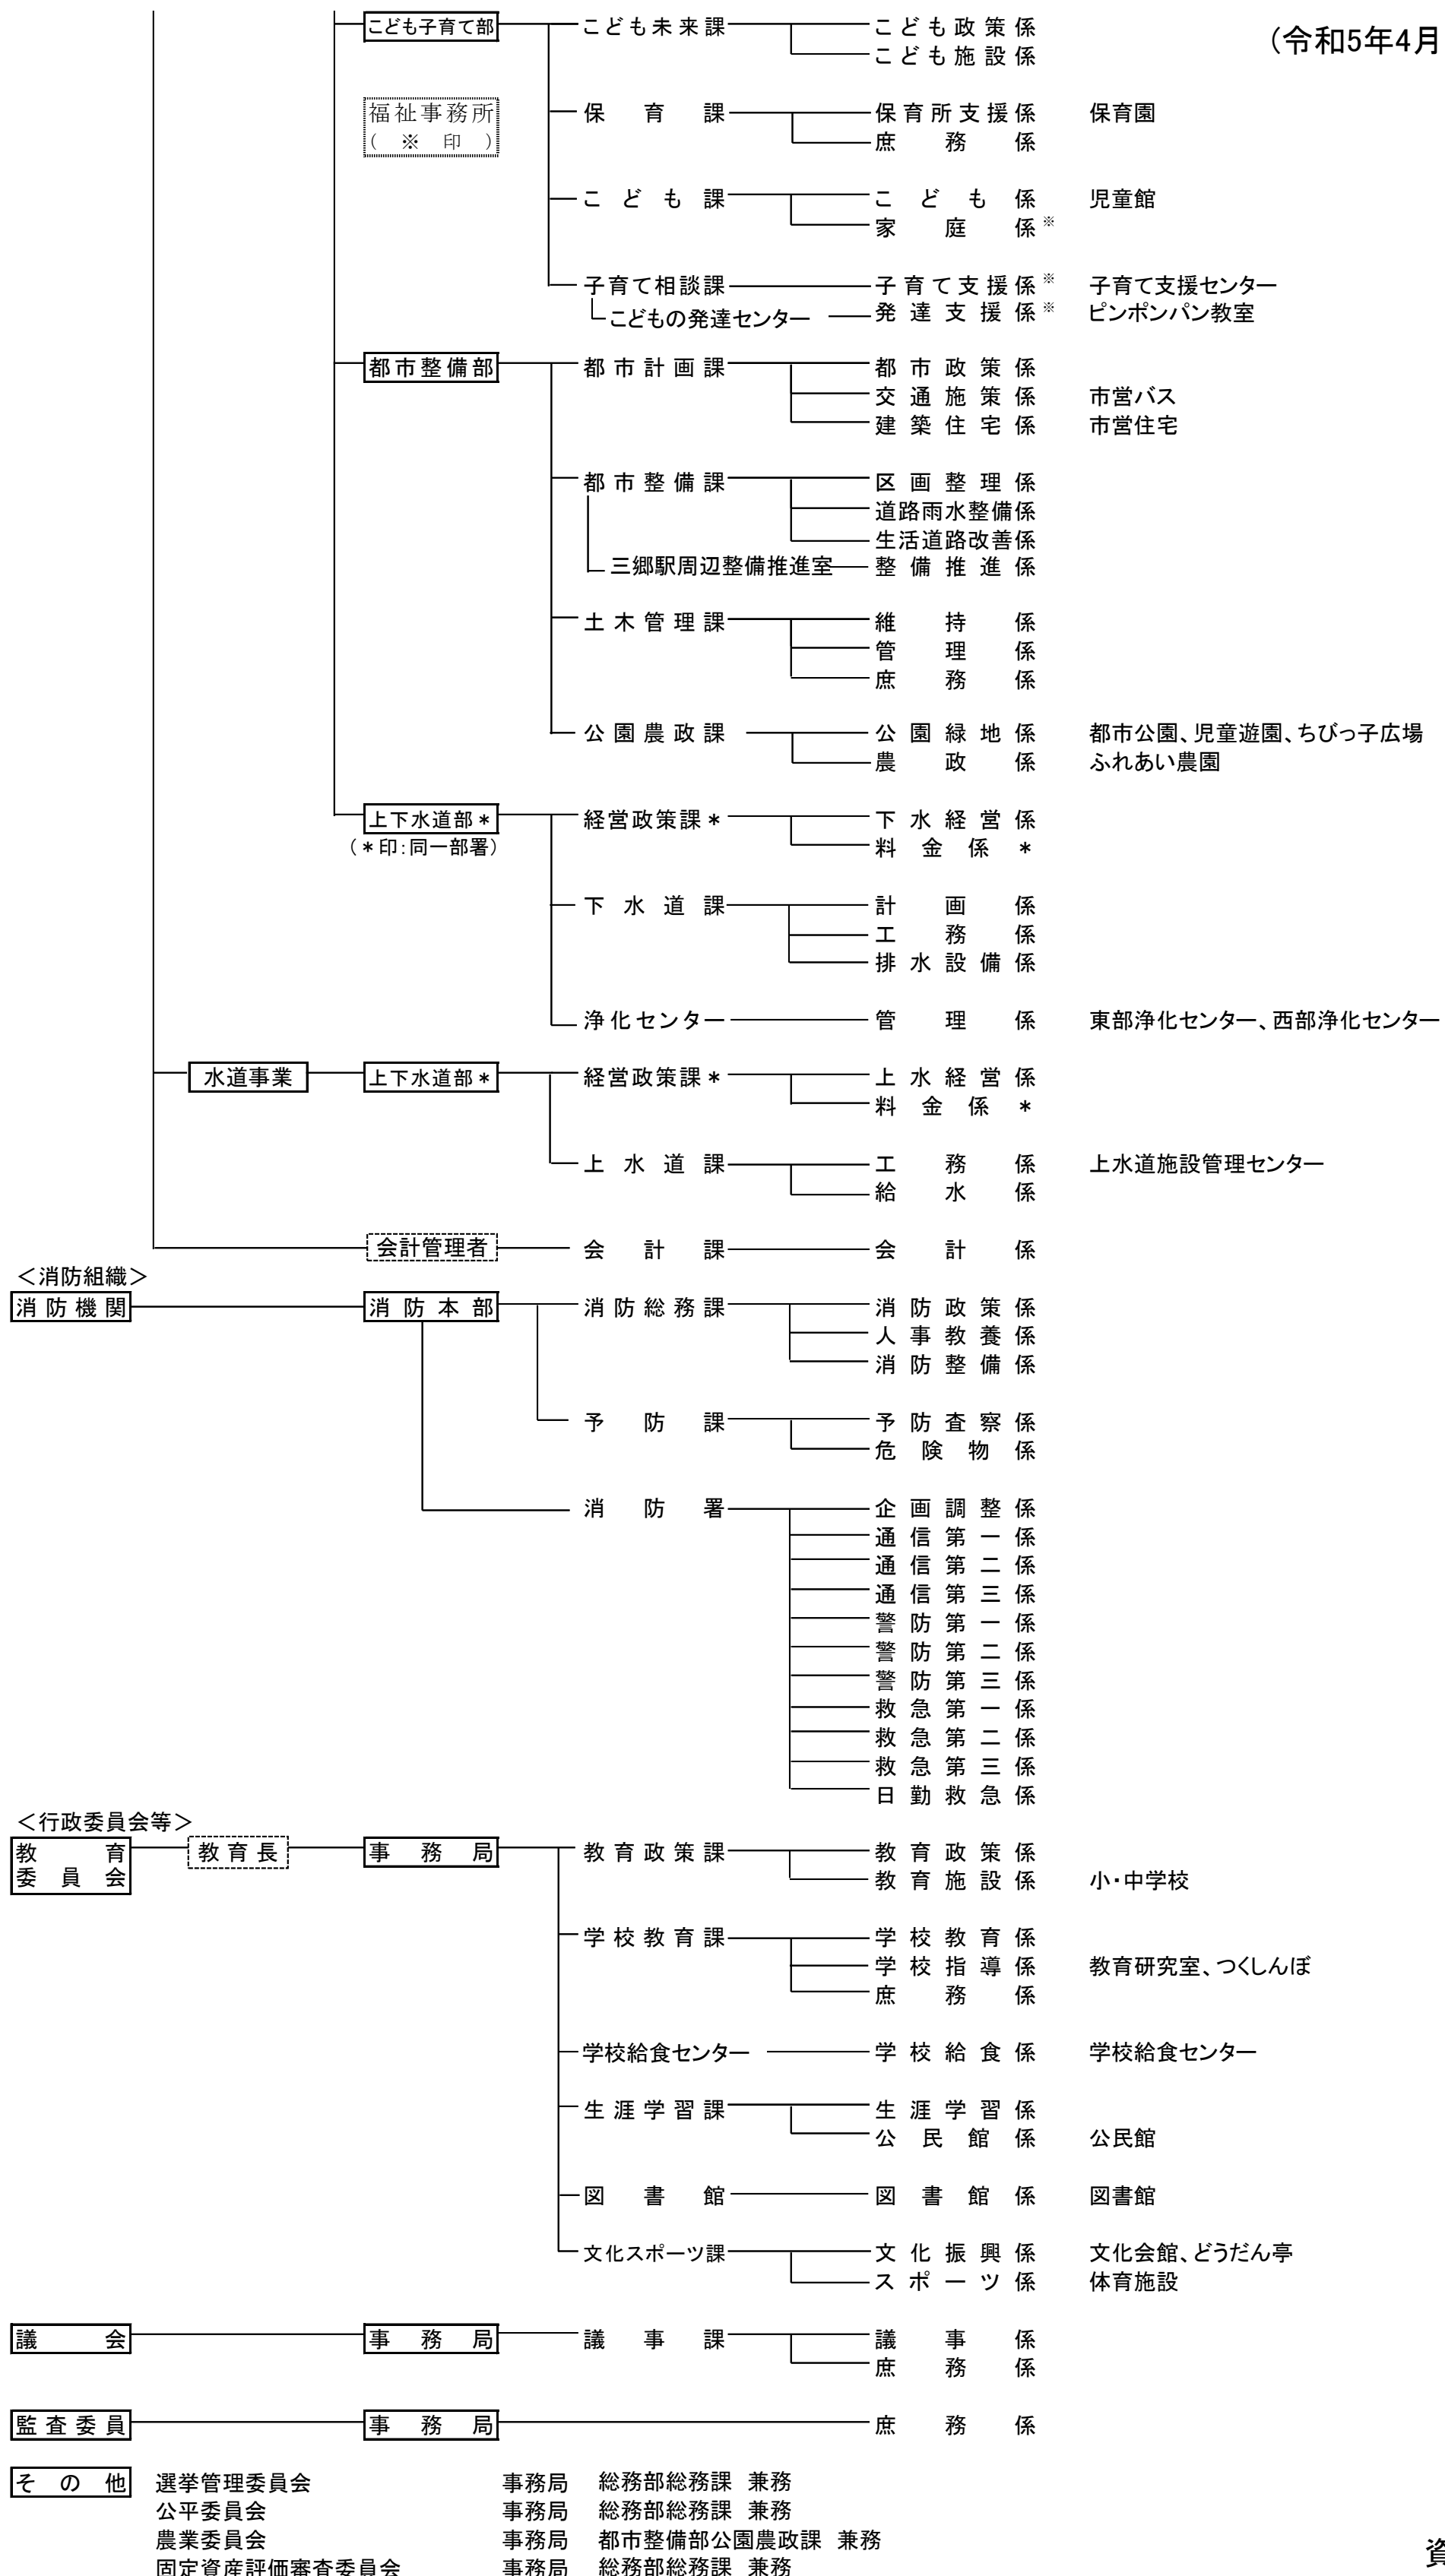 こども子育て部 こども未来課 こども政策係 (令和5年4月
こども施設係
福祉事務所 保育課 保育所支援係 保育園
(※印) 庶務係
こども課 こども係 児童館
家庭係※
子育て相談課 子育て支援係※ 子育て支援センター
こどもの発達センター 発達支援係※ ピンポンパン教室
都市整備部 都市計画課 都市政策係
交通施策係 市営バス
建築住宅係 市営住宅
都市整備課 区画整理係
道路雨水整備係
生活道路改善係
三郷駅周辺整備推進室 整備推進係
土木管理課 維持係
管理係
庶務係
公園農政課 公園緑地係 都市公園、児童遊園、ちびっ子広場
農政係 ふれあい農園
上下水道部* 経営政策課* 下水経営係
(*印:同一部署) 料金係*
下水道課 計画係
工務係
排水設備係
浄化センター 管理係 東部浄化センター、西部浄化センター
水道事業 上下水道部* 経営政策課* 上水経営係
料金係*
上水道課 工務係 上水道施設管理センター
給水係
会計管理者 会計課 会計係
<消防組織>
消防機関 消防本部 消防総務課 消防政策係
人事教養係
消防整備係
予防課 予防査察係
危険物係
消防署 企画調整係
通信第一係
通信第二係
通信第三係
警防第一係
警防第二係
警防第三係
救急第一係
救急第二係
救急第三係
日勤救急係
<行政委員会等>
教育委員会 教育長 事務局 教育政策課 教育政策係
教育施設係 小・中学校
学校教育課 学校教育係
学校指導係 教育研究室、つくしんぼ
庶務係
学校給食センター 学校給食係 学校給食センター
生涯学習課 生涯学習係
公民館係 公民館
図書館 図書館係 図書館
文化スポーツ課 文化振興係 文化会館、どうだん亭
スポーツ係 体育施設
議会 事務局 議事課 議事係
庶務係
監査委員 事務局 庶務係
その他 選挙管理委員会 事務局 総務部総務課 兼務
公平委員会 事務局 総務部総務課 兼務
農業委員会 事務局 都市整備部公園農政課 兼務
固定資産評価審査委員会 事務局 総務部総務課 兼務